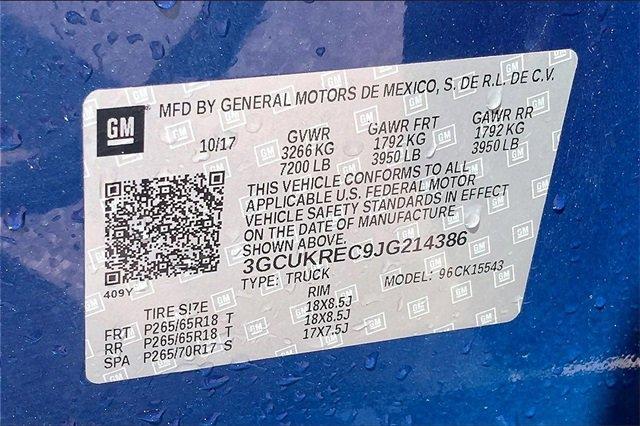 GM
MFD BY GENERAL MOTORS DE MEXICO, S. DE R.L. DE C.V.
10/17 GVWR GAWR FRT GAWR RR
3266 KG 1792 KG 1792 KG
7200 LB 3950 LB 3950 LB
THIS VEHICLE CONFORMS TO ALL
APPLICABLE U.S. FEDERAL MOTOR
VEHICLE SAFETY STANDARDS IN EFFECT
ON THE DATE OF MANUFACTURE
SHOWN ABOVE.
3GCUKREC9JG214386
TYPE: TRUCK MODEL: 96CK15543
409Y
TIRE SIZE RIM
FRT P265/65R18 T 18X8.5J
RR P265/65R18 T 18X8.5J
SPA P265/70R17 S 17X7.5J